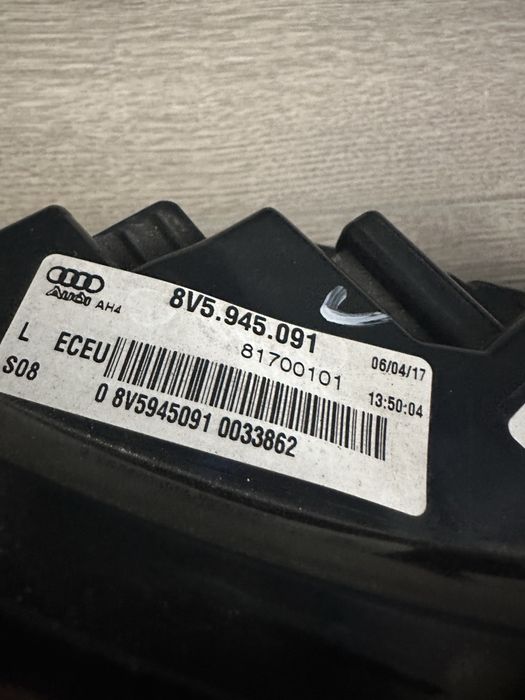 Audi AH4 8V5.945.091
81700101 06/04/17
L ECEU 13:50:04
S08
0 8V5945091 0033862